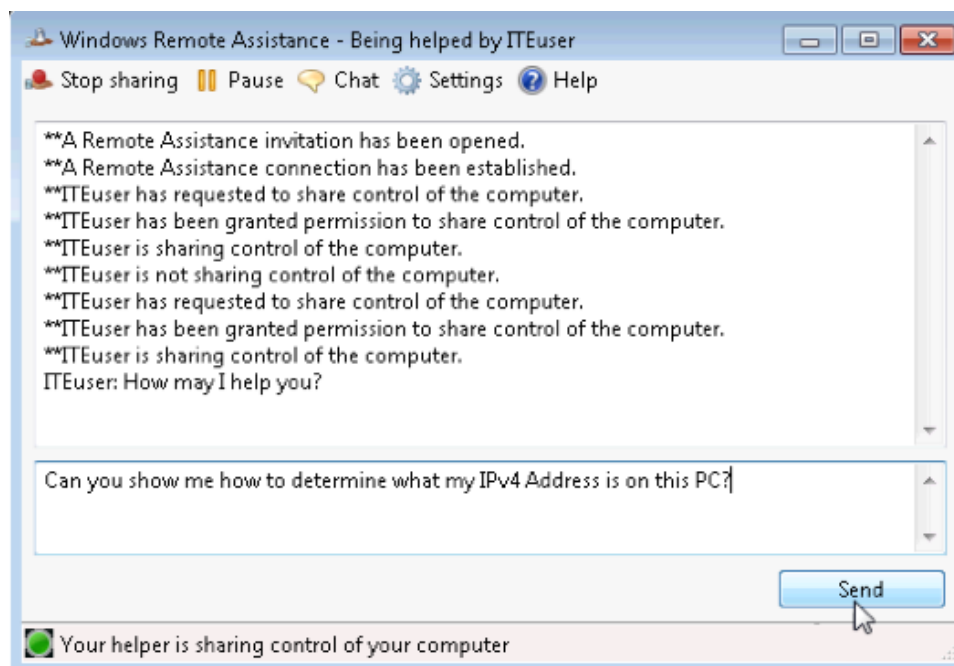 Windows Remote Assistance - Being helped by ITEuser
Stop sharing Pause Chat Settings Help
**A Remote Assistance invitation has been opened.
**A Remote Assistance connection has been established.
**ITEuser has requested to share control of the computer.
**ITEuser has been granted permission to share control of the computer.
**ITEuser is sharing control of the computer.
**ITEuser is not sharing control of the computer.
**ITEuser has requested to share control of the computer.
**ITEuser has been granted permission to share control of the computer.
**ITEuser is sharing control of the computer.
ITEuser: How may I help you?
Can you show me how to determine what my IPv4 Address is on this PC?
Send
Your helper is sharing control of your computer